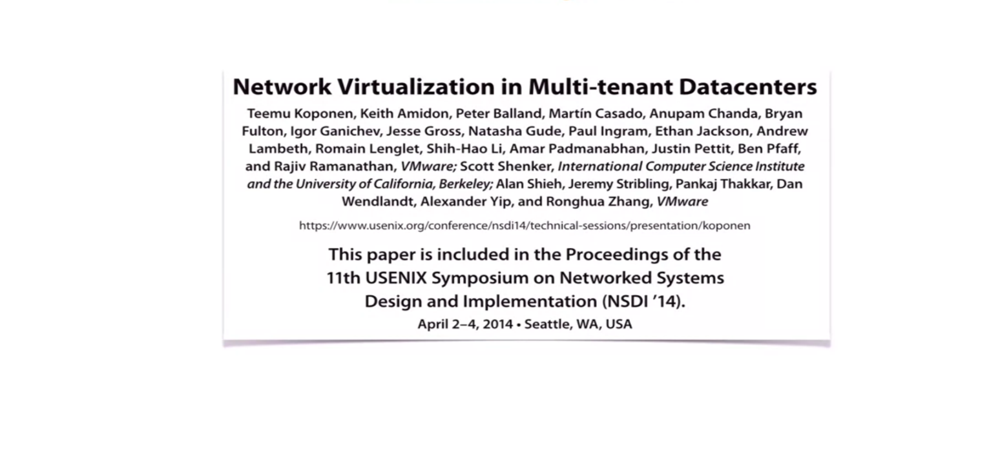 Network Virtualization in Multi-tenant Datacenters
Teemu Koponen, Keith Amidon, Peter Balland, Martín Casado, Anupam Chanda, Bryan
Fulton, Igor Ganichev, Jesse Gross, Natasha Gude, Paul Ingram, Ethan Jackson, Andrew
Lambeth, Romain Lenglet, Shih-Hao Li, Amar Padmanabhan, Justin Pettit, Ben Pfaff,
and Rajiv Ramanathan, VMware; Scott Shenker, International Computer Science Institute
and the University of California, Berkeley; Alan Shieh, Jeremy Stribling, Pankaj Thakkar, Dan
Wendlandt, Alexander Yip, and Ronghua Zhang, VMware
https://www.usenix.org/conference/nsdi14/technical-sessions/presentation/koponen
This paper is included in the Proceedings of the
11th USENIX Symposium on Networked Systems
Design and Implementation (NSDI ’14).
April 2–4, 2014 • Seattle, WA, USA